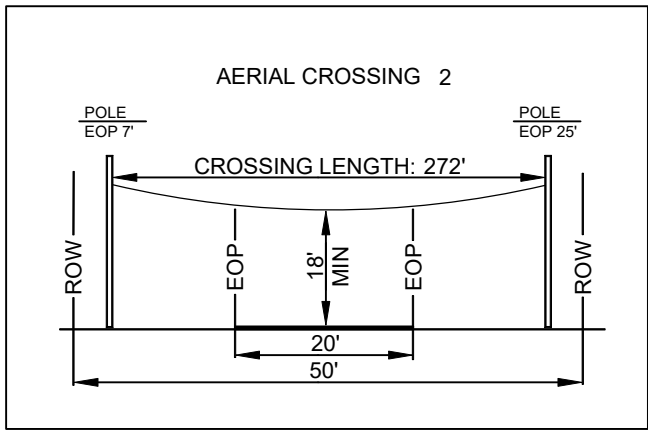 AERIAL CROSSING 2
POLE
EOP 7'
POLE
EOP 25'
CROSSING LENGTH: 272'
ROW
EOP
18'
MIN
EOP
ROW
20'
50'